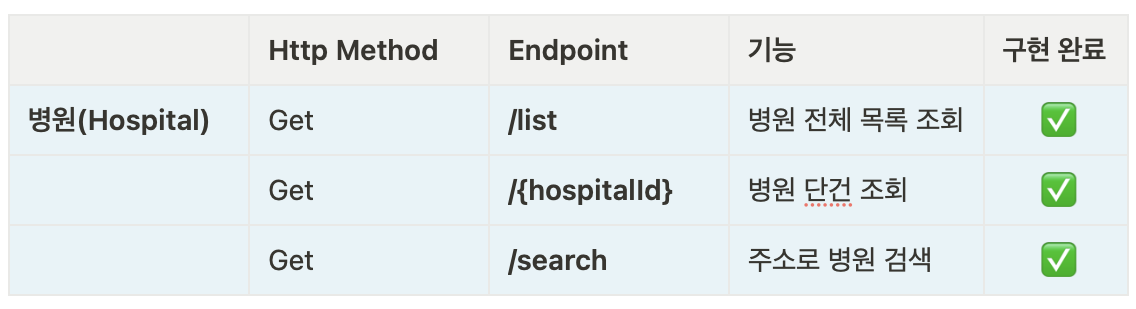 Http Method Endpoint 기능 구현 완료
병원(Hospital) Get /list 병원 전체 목록 조회 ✅
Get /{hospitalId} 병원 단건 조회 ✅
Get /search 주소로 병원 검색 ✅